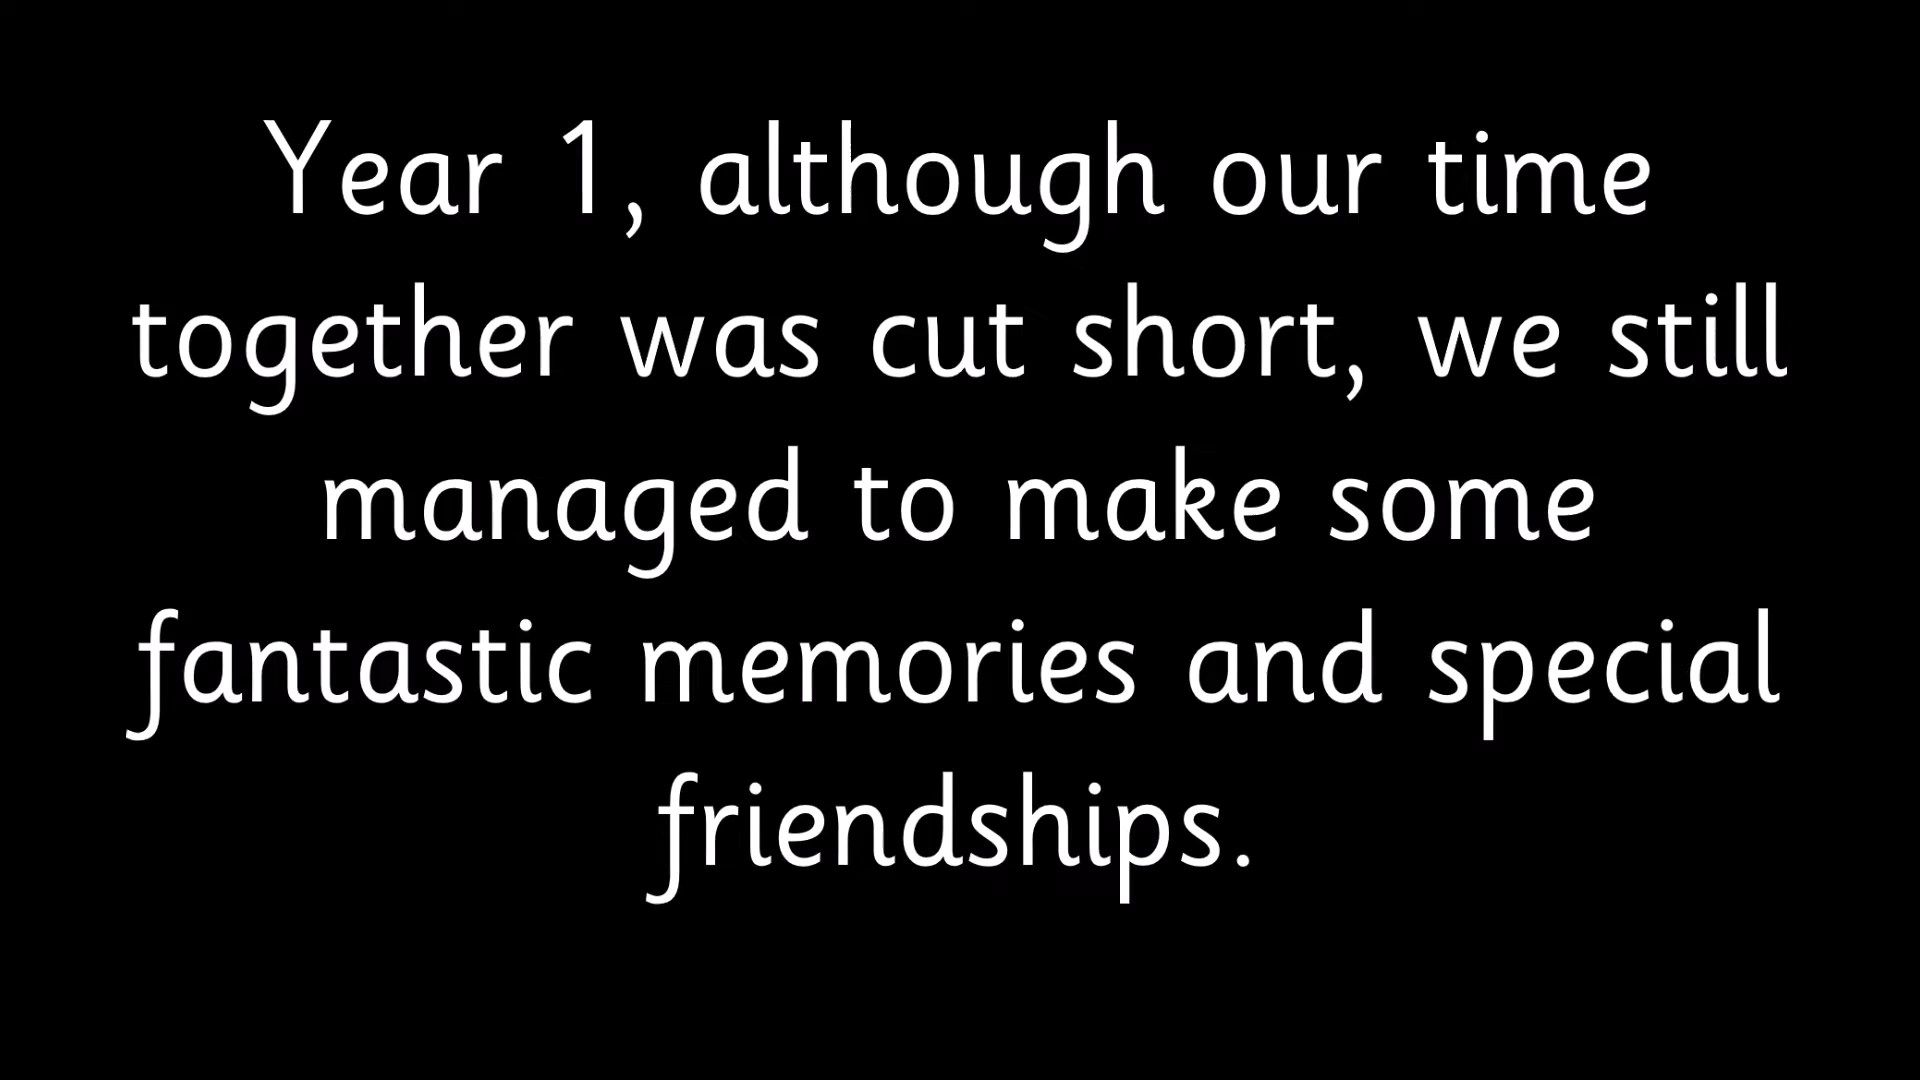 Year 1, although our time
together was cut short, we still
managed to make some
fantastic memories and special
friendships.